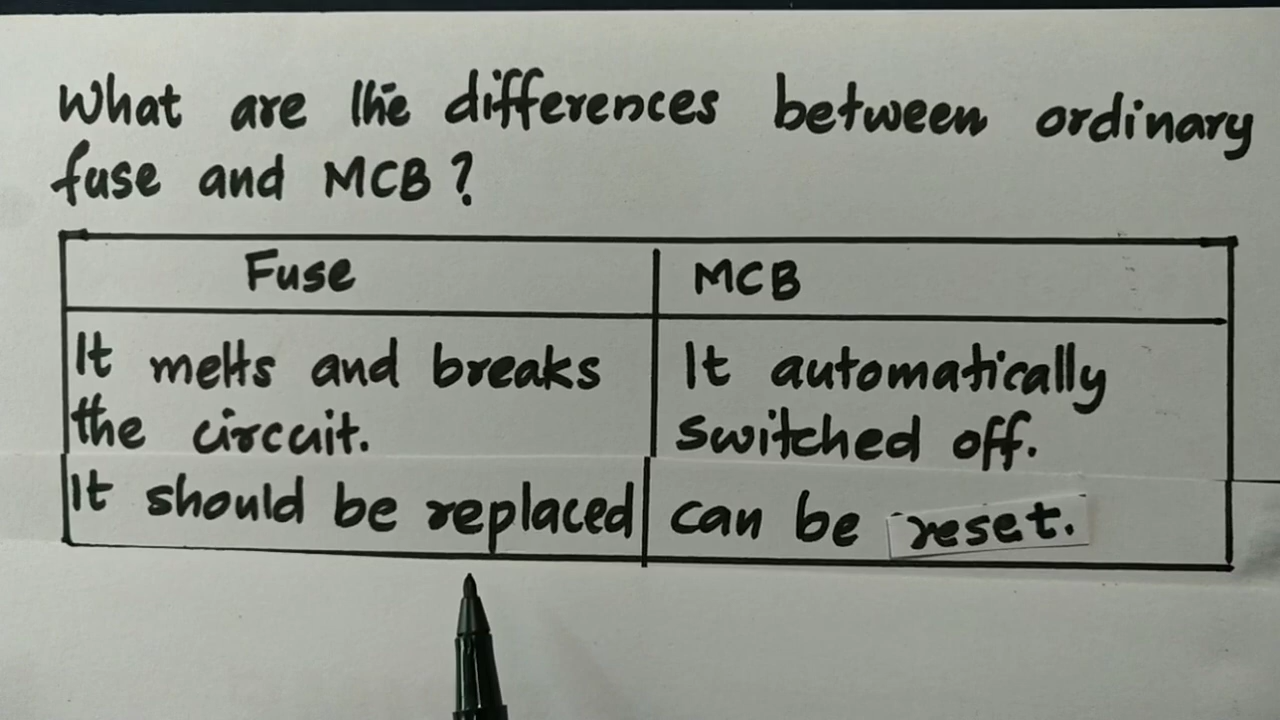 What are the differences between ordinary
fuse and MCB?
Fuse
MCB
It melts and breaks
the circuit.
It automatically
switched off.
It should be replaced
can be reset.